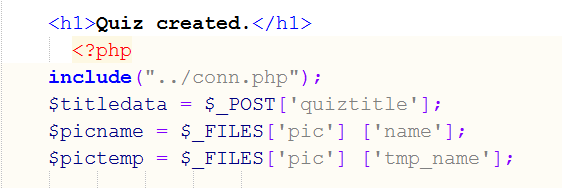 <h1>Quiz created.</h1>
<?php
include("../conn.php");
$titledata = $_POST['quiztitle'];
$picname = $_FILES['pic'] ['name'];
$pictemp = $_FILES['pic'] ['tmp_name'];